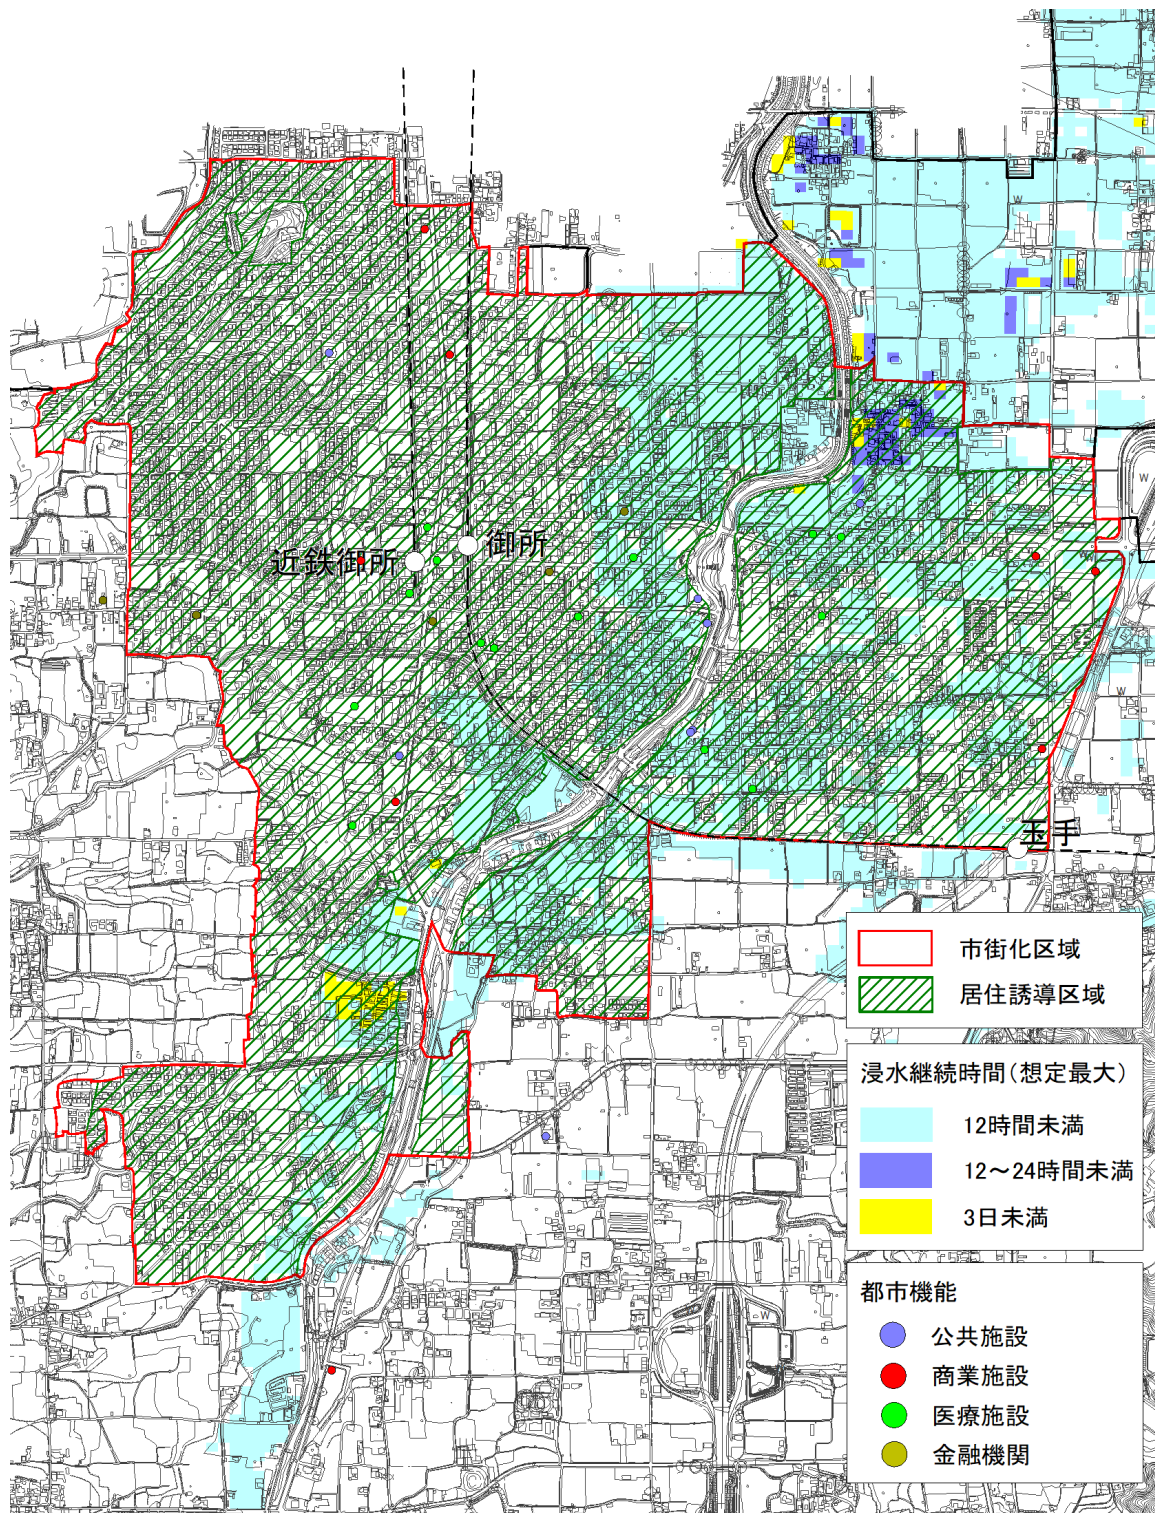 近鉄御所
御所
玉手
W
W
W
W
W
W
W
市街化区域
居住誘導区域
浸水継続時間(想定最大)
12時間未満
12～24時間未満
3日未満
都市機能
公共施設
商業施設
医療施設
金融機関